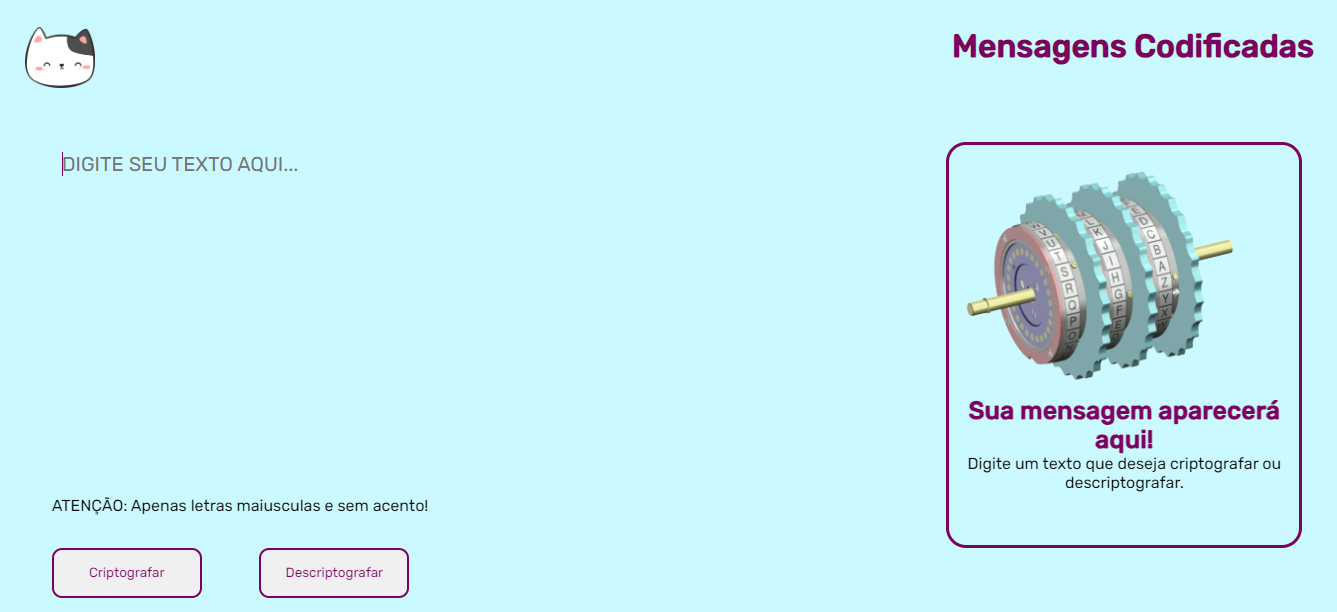 Mensagens Codificadas
DIGITE SEU TEXTO AQUI...
Sua mensagem aparecerá
aqui!
Digite um texto que deseja criptografar ou
descriptografar.
ATENÇÃO: Apenas letras maiusculas e sem acento!
Criptografar
Descriptografar